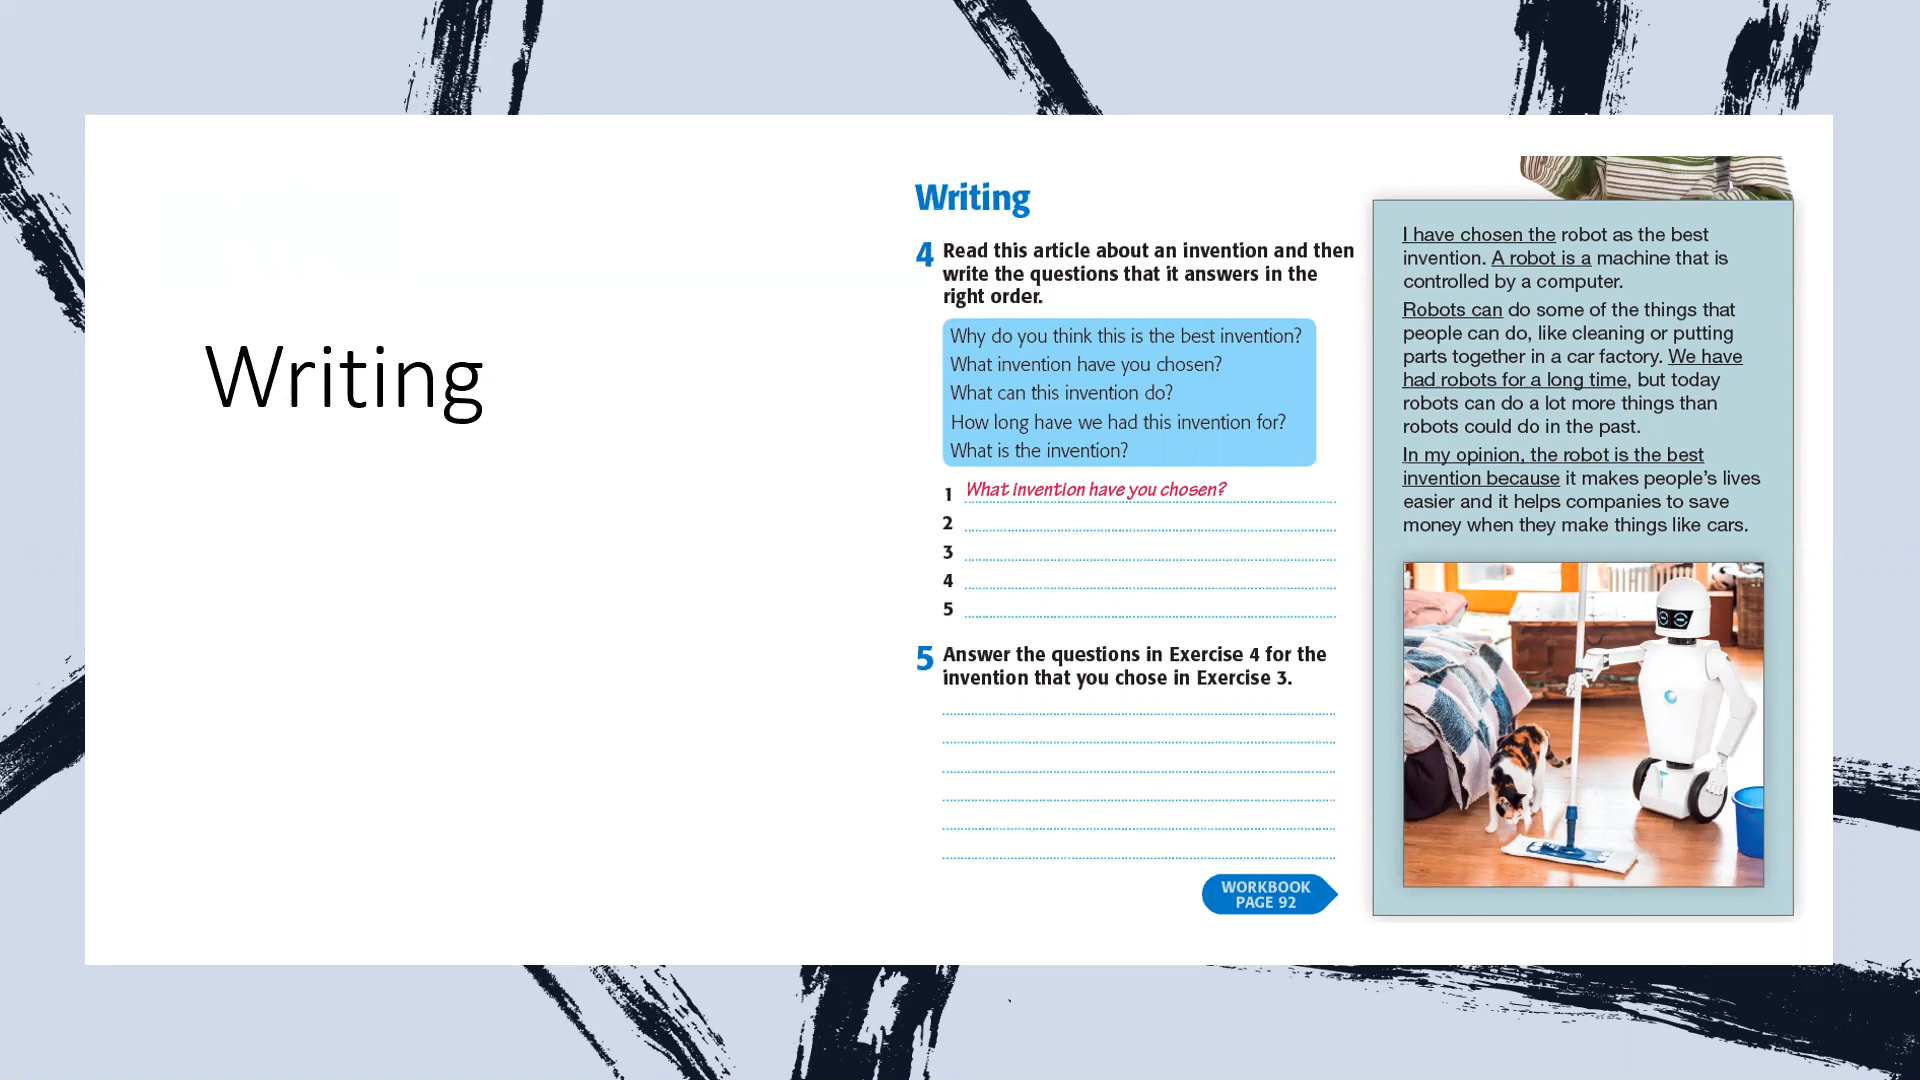 Writing
Writing
4 Read this article about an invention and then
write the questions that it answers in the
right order.
Why do you think this is the best invention?
What invention have you chosen?
What can this invention do?
How long have we had this invention for?
What is the invention?
1 What invention have you chosen?
2
3
4
5
5 Answer the questions in Exercise 4 for the
invention that you chose in Exercise 3.
WORKBOOK
PAGE 92
I have chosen the robot as the best
invention. A robot is a machine that is
controlled by a computer.
Robots can do some of the things that
people can do, like cleaning or putting
parts together in a car factory. We have
had robots for a long time, but today
robots can do a lot more things than
robots could do in the past.
In my opinion, the robot is the best
invention because it makes people's lives
easier and it helps companies to save
money when they make things like cars.